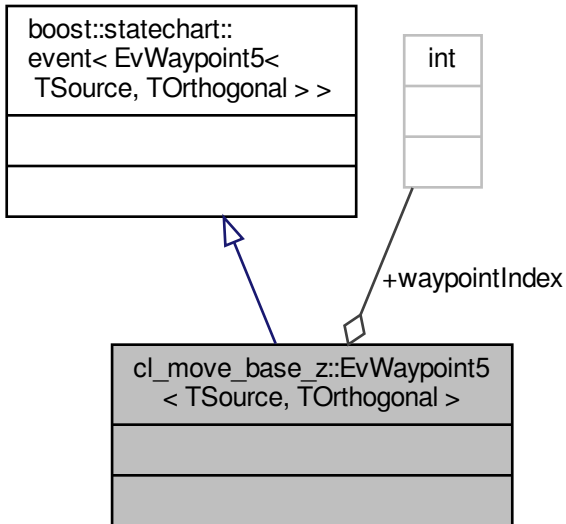 boost::statechart::
event< EvWaypoint5<
TSource, TOrthogonal > >
int
+waypointIndex
cl_move_base_z::EvWaypoint5
< TSource, TOrthogonal >